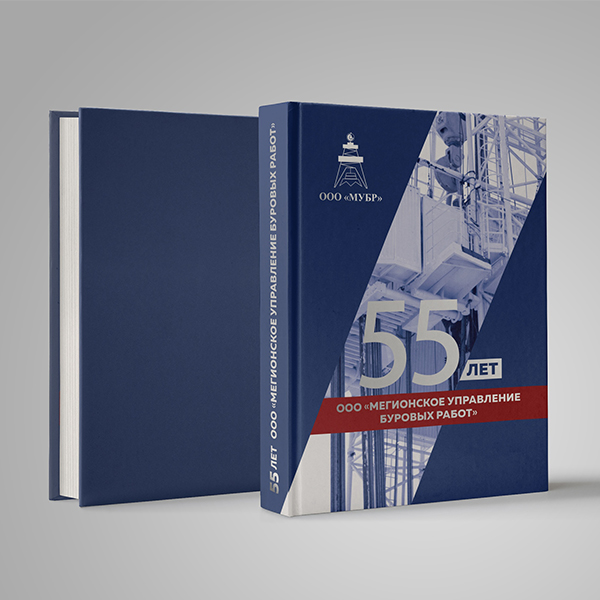 55 ЛЕТ ООО «МЕГИОНСКОЕ УПРАВЛЕНИЕ БУРОВЫХ РАБОТ»
ООО «МУБР»
55
ЛЕТ
ООО «МЕГИОНСКОЕ УПРАВЛЕНИЕ
БУРОВЫХ РАБОТ»